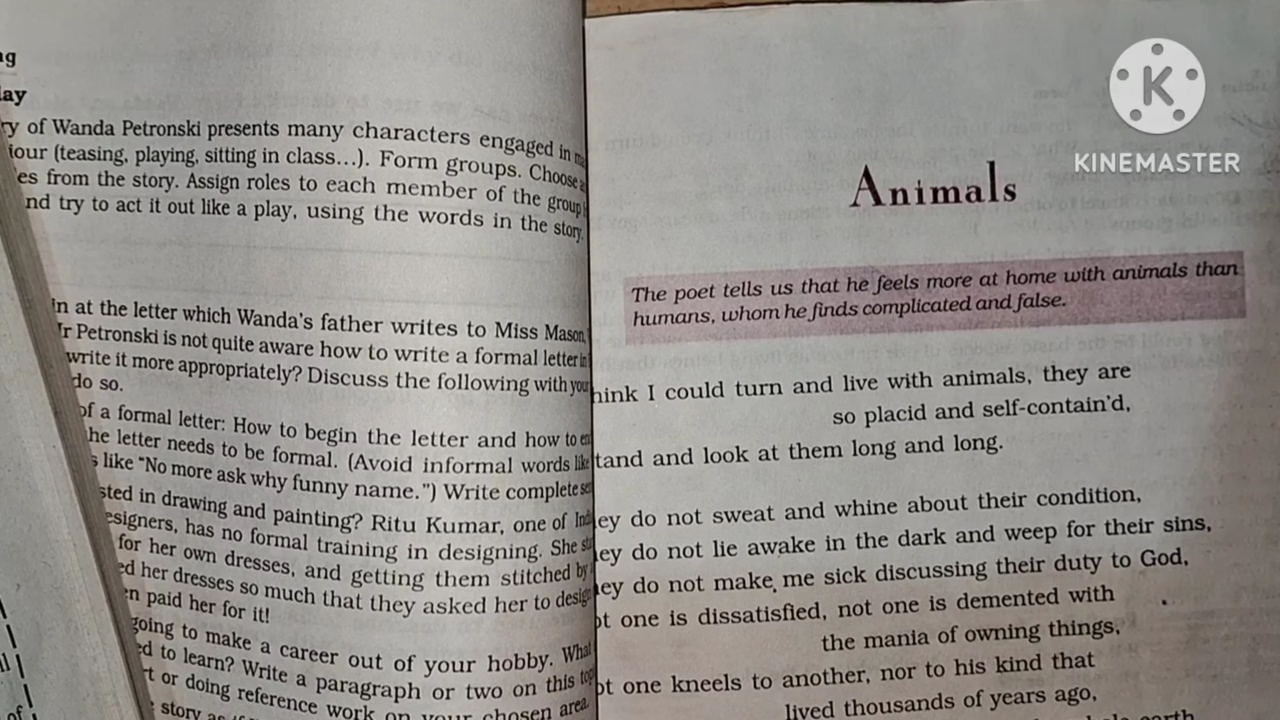 ng
lay
ry of Wanda Petronski presents many characters engaged in
iour (teasing, playing, sitting in class...). Form groups. Choose
es from the story. Assign roles to each member of the group
nd try to act it out like a play, using the words in the story.
in at the letter which Wanda's father writes to Miss Mason
r Petronski is not quite aware how to write a formal letter in
write it more appropriately? Discuss the following with your
do so.
of a formal letter: How to begin the letter and how to en
he letter needs to be formal. (Avoid informal words like
s like "No more ask why funny name.") Write complete se
sted in drawing and painting? Ritu Kumar, one of Indi
esigners, has no formal training in designing. She st
for her own dresses, and getting them stitched by
ed her dresses so much that they asked her to design
en paid her for it!
going to make a career out of your hobby. What
ed to learn? Write a paragraph or two on this top
rt or doing reference work on your chosen area.
story as
of
KINEMASTER
Animals
The poet tells us that he feels more at home with animals than
humans, whom he finds complicated and false.
hink I could turn and live with animals, they are
so placid and self-contain'd,
tand and look at them long and long.
ey do not sweat and whine about their condition,
ey do not lie awake in the dark and weep for their sins,
ey do not make me sick discussing their duty to God,
ot one is dissatisfied, not one is demented with
the mania of owning things,
ot one kneels to another, nor to his kind that
lived thousands of years ago,
earth